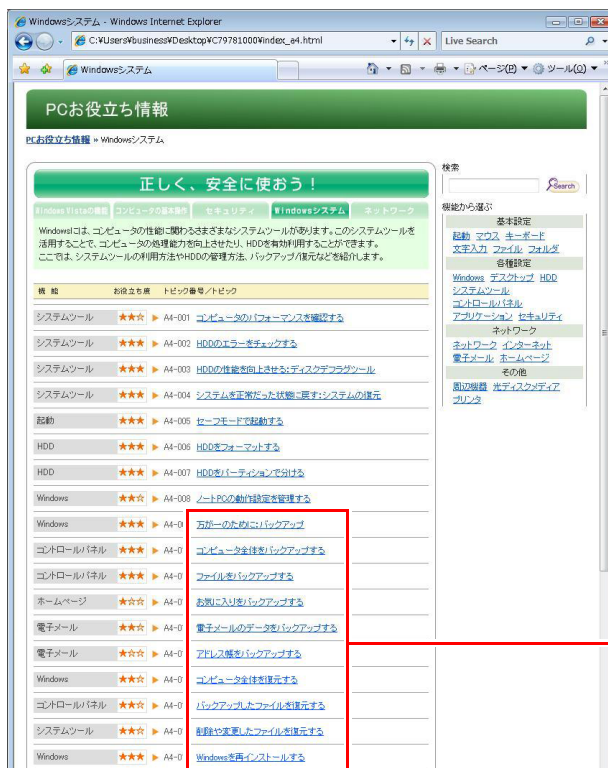 Windowsシステム - Windows Internet Explorer
C:¥Users¥business¥Desktop¥C79781000¥index_a4.html
Live Search
Windowsシステム
ページ(P)
ツール(O)
PCお役立ち情報
PCお役立ち情報 » Windowsシステム
正しく、安全に使おう！
Windows Vistaの機能 コンピュータの基本操作 セキュリティ Windowsシステム ネットワーク
Windowsには、コンピュータの性能に関わるさまざまなシステムツールがあります。このシステムツールを
活用することで、コンピュータの処理能力を向上させたり、HDDを有効利用することができます。
ここでは、システムツールの利用方法やHDDの管理方法、バックアップ/復元などを紹介します。
機 能 お役立ち度 トピック番号／トピック
システムツール ★★☆ ▶ A4-001 コンピュータのパフォーマンスを確認する
システムツール ★★★ ▶ A4-002 HDDのエラーをチェックする
システムツール ★★★ ▶ A4-003 HDDの性能を向上させる:ディスクデフラグツール
システムツール ★★★ ▶ A4-004 システムを正常だった状態に戻す:システムの復元
起動 ★★★ ▶ A4-005 セーフモードで起動する
HDD ★★★ ▶ A4-006 HDDをフォーマットする
HDD ★★★ ▶ A4-007 HDDをパーティションで分ける
Windows ★★☆ ▶ A4-008 ノートPCの動作設定を管理する
Windows ★★★ ▶ A4-0 万が一のために:バックアップ
コントロールパネル ★★★ ▶ A4-0 コンピュータ全体をバックアップする
コントロールパネル ★★★ ▶ A4-0 ファイルをバックアップする
ホームページ ★☆☆ ▶ A4-0 お気に入りをバックアップする
電子メール ★★☆ ▶ A4-0 電子メールのデータをバックアップする
電子メール ★☆☆ ▶ A4-0 アドレス帳をバックアップする
Windows ★★☆ ▶ A4-0 コンピュータ全体を復元する
コントロールパネル ★★☆ ▶ A4-0 バックアップしたファイルを復元する
システムツール ★★☆ ▶ A4-0 削除や変更したファイルを復元する
Windows ★★★ ▶ A4-0 Windowsを再インストールする
検索
Search
機能から選ぶ
基本設定
起動 マウス キーボード
文字入力 ファイル フォルダ
各種設定
Windows デスクトップ HDD
システムツール
コントロールパネル
アプリケーション セキュリティ
ネットワーク
ネットワーク インターネット
電子メール ホームページ
その他
周辺機器 光ディスクメディア
プリンタ